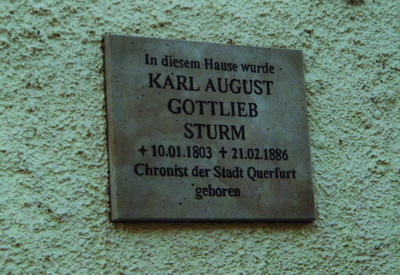 In diesem Hause wurde
KARL AUGUST
GOTTLIEB
STURM
✝ 10.01.1803 ✝ 21.02.1886
Chronist der Stadt Querfurt
geboren